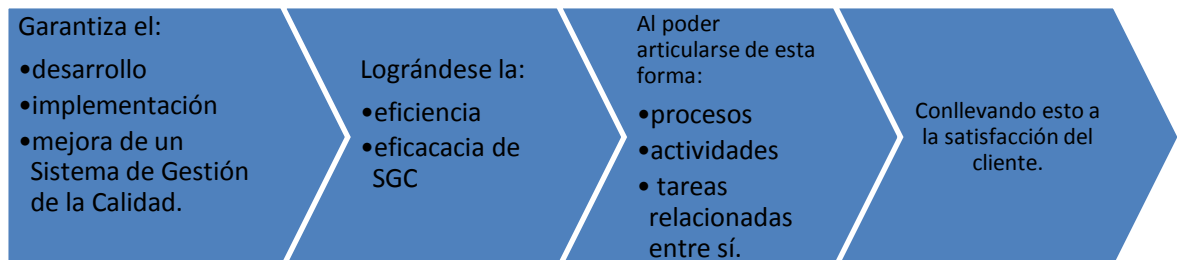 Garantiza el:
•desarrollo
•implementación
•mejora de un
Sistema de Gestión
de la Calidad.
Lográndese la:
•eficiencia
•eficacacia de
SGC
Al poder
articularse de esta
forma:
•procesos
•actividades
• tareas
relacionadas
entre sí.
Conllevando esto a
la satisfacción del
cliente.